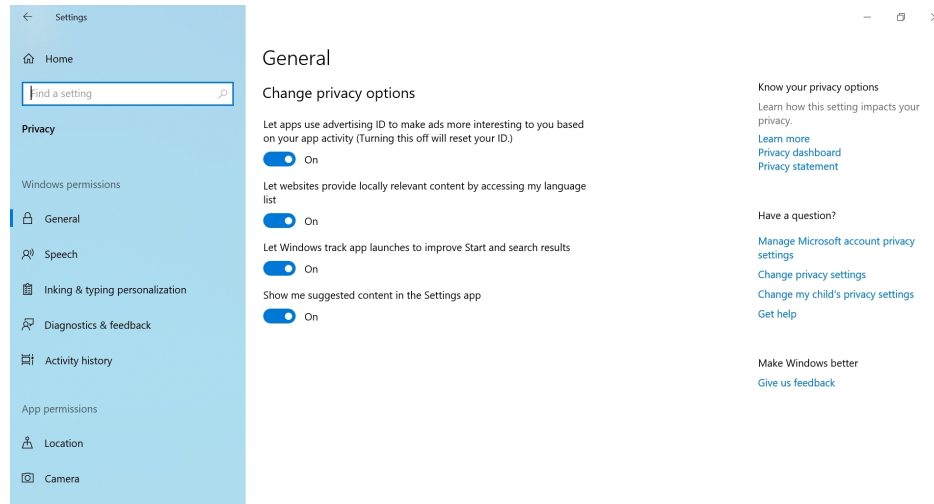 Settings
Home
Find a setting
Privacy
Windows permissions
General
Speech
Inking & typing personalization
Diagnostics & feedback
Activity history
App permissions
Location
Camera
General
Change privacy options
Let apps use advertising ID to make ads more interesting to you based
on your app activity (Turning this off will reset your ID.)
On
Let websites provide locally relevant content by accessing my language
list
On
Let Windows track app launches to improve Start and search results
On
Show me suggested content in the Settings app
On
Know your privacy options
Learn how this setting impacts your
privacy.
Learn more
Privacy dashboard
Privacy statement
Have a question?
Manage Microsoft account privacy
settings
Change privacy settings
Change my child's privacy settings
Get help
Make Windows better
Give us feedback